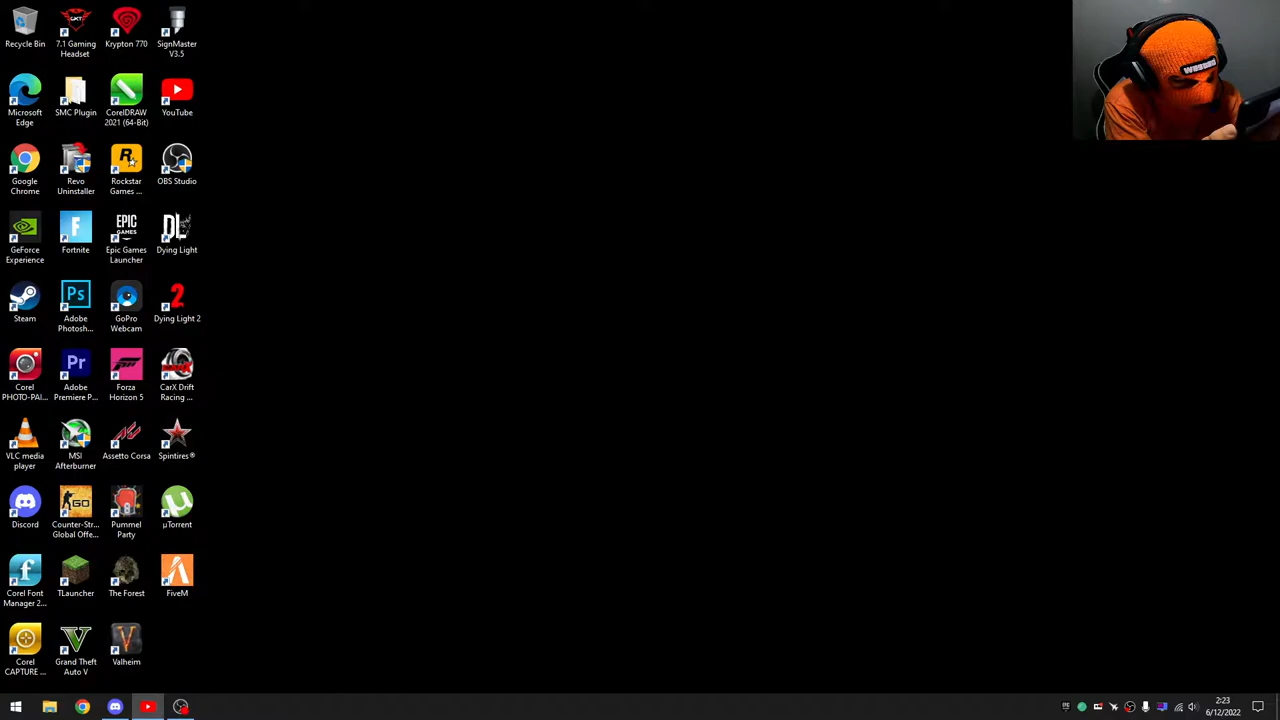 Recycle Bin
7.1 Gaming
Headset
Krypton 770
SignMaster
V3.5
Microsoft
Edge
SMC Plugin
CorelDRAW
2021 (64-Bit)
YouTube
Google
Chrome
Revo
Uninstaller
Rockstar
Games ...
OBS Studio
GeForce
Experience
Fortnite
EPIC
GAMES
Epic Games
Launcher
Dying Light
Steam
Ps
Adobe
Photosh...
GoPro
Webcam
2
Dying Light 2
Corel
PHOTO-PAI...
Pr
Adobe
Premiere P...
Forza
Horizon 5
CarX Drift
Racing ...
VLC media
player
MSI
Afterburner
Assetto Corsa
Spintires®
Discord
GO
Counter-Str...
Global Offe...
Pummel
Party
µTorrent
Corel Font
Manager 2...
TLauncher
The Forest
FiveM
Corel
CAPTURE ...
Grand Theft
Auto V
Valheim
2:23
6/12/2022